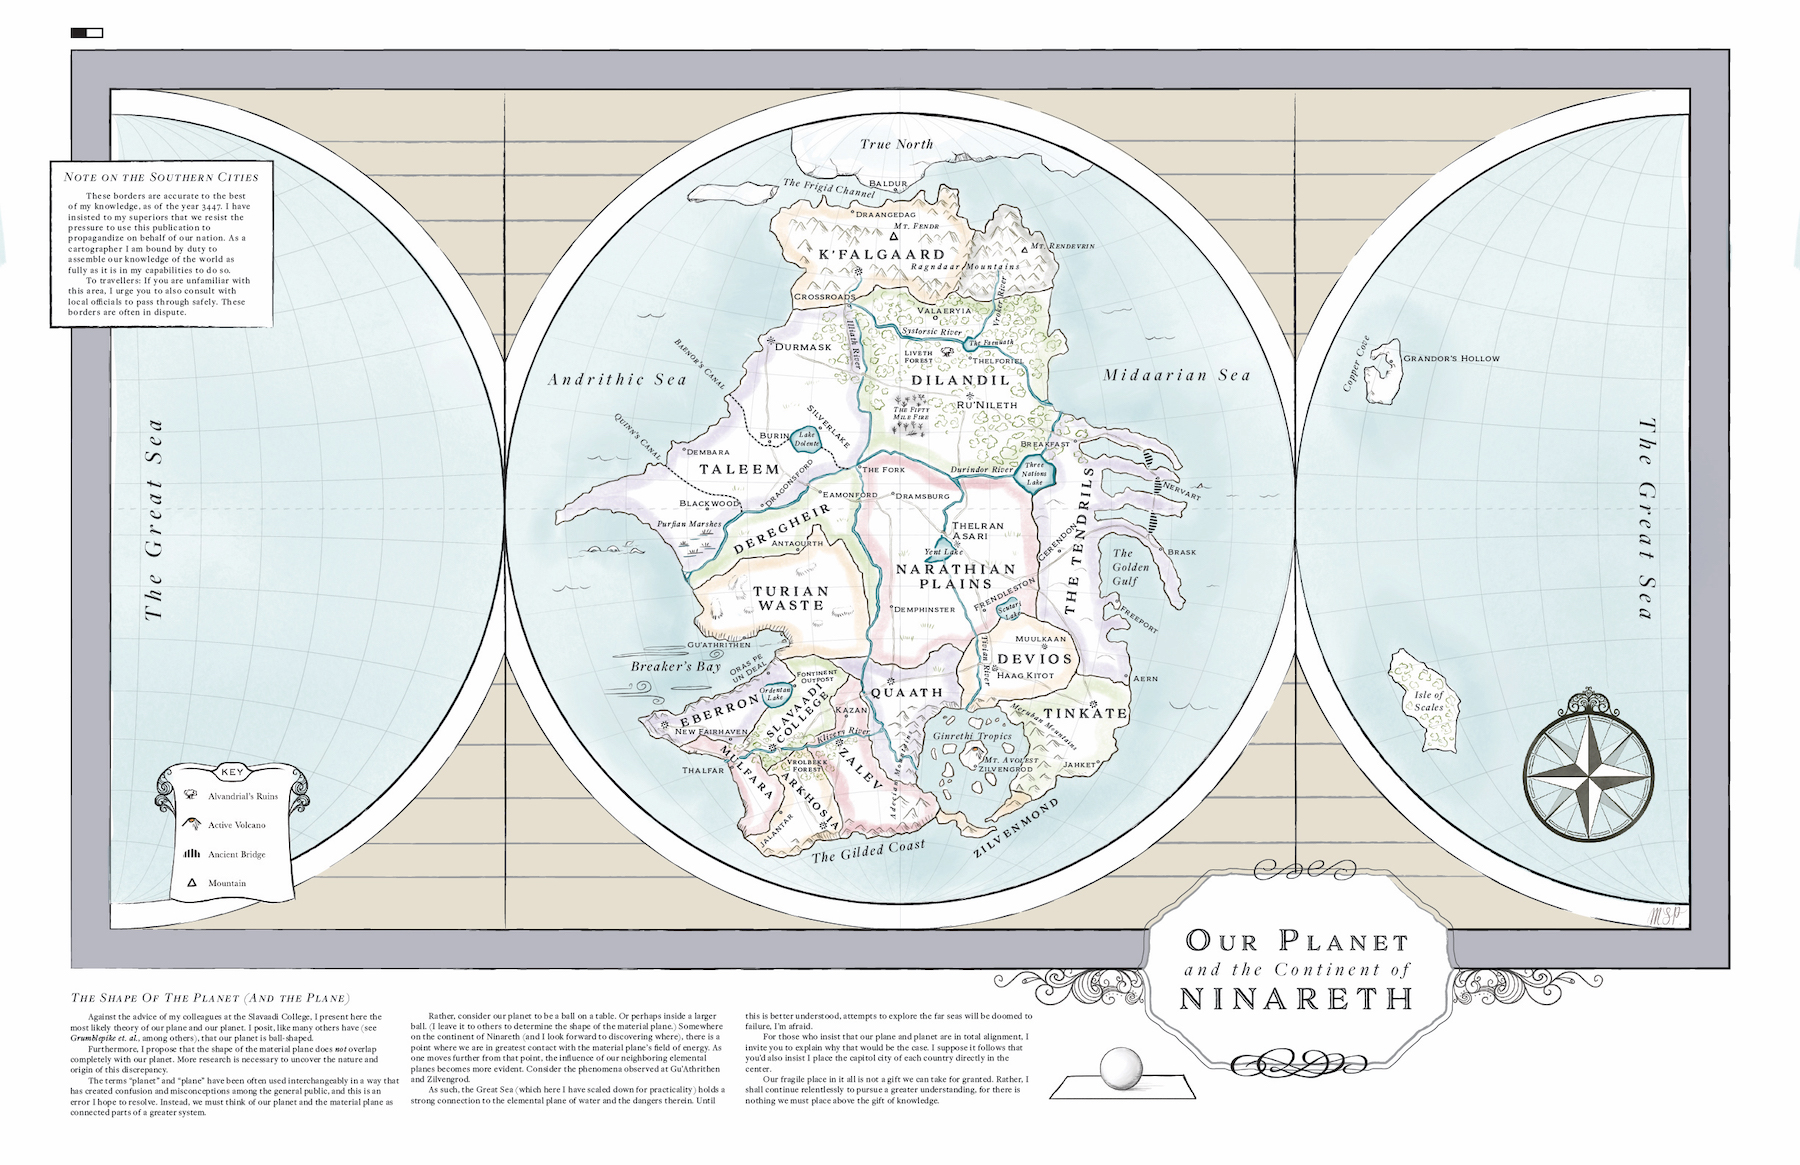 NOTE ON THE SOUTHERN CITIES
These borders are accurate to the best
of my knowledge, as of the year 3447. I have
insisted to my superiors that we resist the
pressure to use this publication to
propagandize on behalf of our nation. As a
cartographer I am bound by duty to
assemble our knowledge of the world as
fully as it is in my capabilities to do so.
To travellers: If you are unfamiliar with
this area, I urge you to also consult with
local officials to pass through safely. These
borders are often in dispute.
The Great Sea
KEY
Alvandrial's Ruins
Active Volcano
Ancient Bridge
Mountain
True North
The Frigid Channel
BALDUR
DRAANGEDAG
MT. FENDR
K'FALGAARD
MT. RENDEVRIN
Ragndaar Mountains
CROSSROADS
VALAERYIA
Vroker River
Systorsic River
The Farnuath
Illiath River
DURMASK
LIVETH
FOREST
THELFORIEL
BAENOR'S CANAL
Andrithic Sea
Midaarian Sea
DILANDIL
RU'NILETH
THE FIFTY
MILE FIRE
SILVERLAKE
BURIN
Lake
Dolente
BREAKFAST
QUINN'S CANAL
DEMBARA
TALEEM
DRAGONSFORD
THE FORK
Durindor River
Three
Nations
Lake
NERVART
BLACKWOOD
EAMONFORD
DRAMSBURG
Purfian Marshes
DEREGHEIR
ANTAOURTH
THELRAN
ASARI
Yent Lake
CERENDON
THE TENDRILS
BRASK
The
Golden
Gulf
NARATHIAN
PLAINS
TURIAN
WASTE
DEMPHINSTER
FRENDLESTON
Scutari
Lake
FREEPORT
GU'ATHRITHEN
Breaker's Bay
ORAS PE
UN DEAL
FONTINENT
OUTPOST
MUULKAAN
DEVIOS
HAAG KITOT
Tivian River
AERN
Ordentan
Lake
QUAATH
EBERRON
SLAVAADI
COLLEGE
KAZAN
TINKATE
NEW FAIRHAVEN
Klisers River
Ginrethi Tropics
THALFAR
MULFARA
VROLBEKK
FOREST
ZALEV
MT. AVOLEST
ZILVENGROD
JAHKET
ARKHOSIA
JALANTAR
The Gilded Coast
ZILVENMOND
Copper Cove
GRANDOR'S HOLLOW
The Great Sea
Isle of
Scales
MSP
OUR PLANET
and the Continent of
NINARETH
THE SHAPE OF THE PLANET (AND THE PLANE)
Against the advice of my colleagues at the Slavaadi College, I present here the
most likely theory of our plane and our planet. I posit, like many others have (see
Grumblepike et. al., among others), that our planet is ball-shaped.
Furthermore, I propose that the shape of the material plane does not overlap
completely with our planet. More research is necessary to uncover the nature and
origin of this discrepancy.
The terms "planet" and "plane" have been often used interchangeably in a way that
has created confusion and misconceptions among the general public, and this is an
error I hope to resolve. Instead, we must think of our planet and the material plane as
connected parts of a greater system.
Rather, consider our planet to be a ball on a table. Or perhaps inside a larger
ball. (I leave it to others to determine the shape of the material plane.) Somewhere
on the continent of Ninareth (and I look forward to discovering where), there is a
point where we are in greatest contact with the material plane's field of energy. As
one moves further from that point, the influence of our neighboring elemental
planes becomes more evident. Consider the phenomena observed at Gu'Athrithen
and Zilvengrod.
As such, the Great Sea (which here I have scaled down for practicality) holds a
strong connection to the elemental plane of water and the dangers therein. Until
this is better understood, attempts to explore the far seas will be doomed to
failure, I'm afraid.
For those who insist that our plane and planet are in total alignment, I
invite you to explain why that would be the case. I suppose it follows that
you'd also insist I place the capitol city of each country directly in the
center.
Our fragile place in it all is not a gift we can take for granted. Rather, I
shall continue relentlessly to pursue a greater understanding, for there is
nothing we must place above the gift of knowledge.